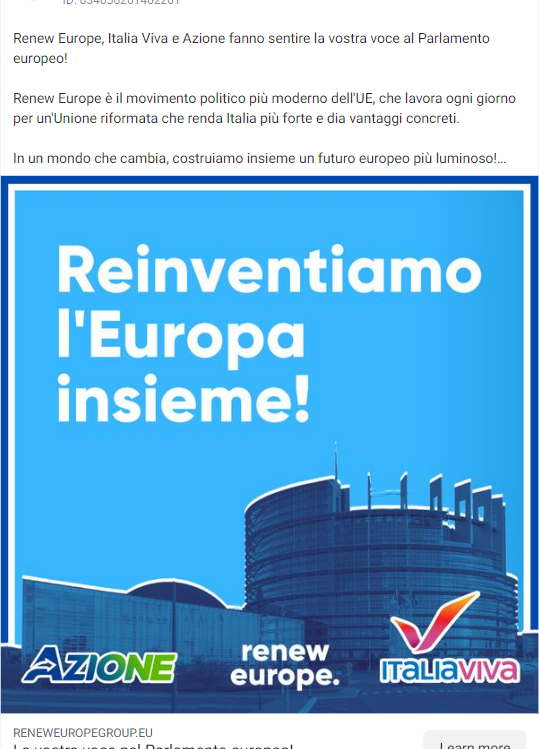 Renew Europe, Italia Viva e Azione fanno sentire la vostra voce al Parlamento
europeo!
Renew Europe è il movimento politico più moderno dell'UE, che lavora ogni giorno
per un'Unione riformata che renda Italia più forte e dia vantaggi concreti.
In un mondo che cambia, costruiamo insieme un futuro europeo più luminoso!...
Reinventiamo
l'Europa
insieme!
AZIONE
renew
europe.
ITALIAVIVA
RENEWEUROPEGROUP.EU
La vostra voce nel Parlamento europeo!
Learn more